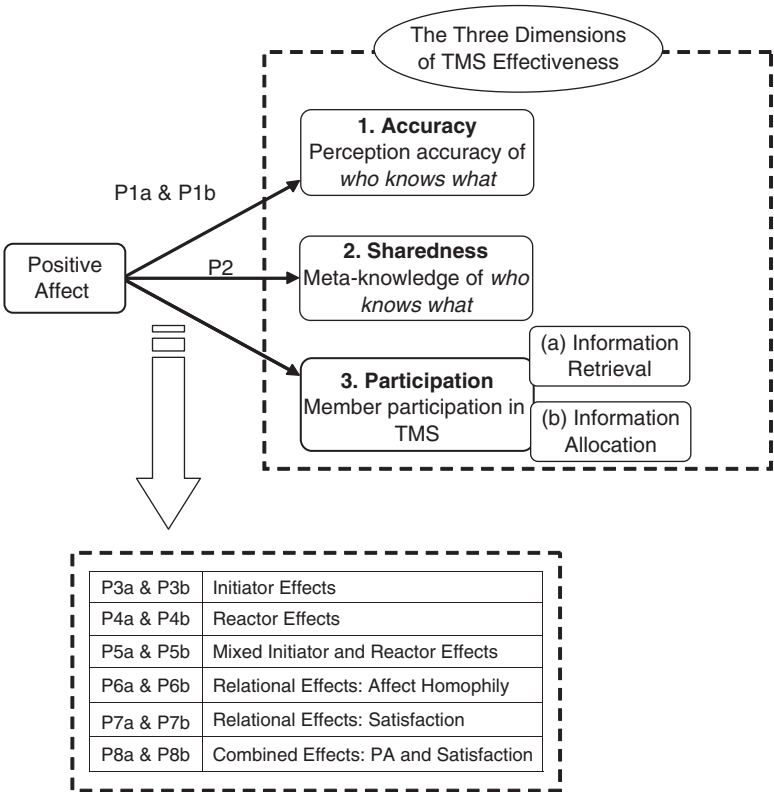 The Three Dimensions
of TMS Effectiveness
1. Accuracy
Perception accuracy of
who knows what
P1a & P1b
Positive
Affect
P2
2. Sharedness
Meta-knowledge of who
knows what
3. Participation
Member participation in
TMS
(a) Information
Retrieval
(b) Information
Allocation
P3a & P3b Initiator Effects
P4a & P4b Reactor Effects
P5a & P5b Mixed Initiator and Reactor Effects
P6a & P6b Relational Effects: Affect Homophily
P7a & P7b Relational Effects: Satisfaction
P8a & P8b Combined Effects: PA and Satisfaction